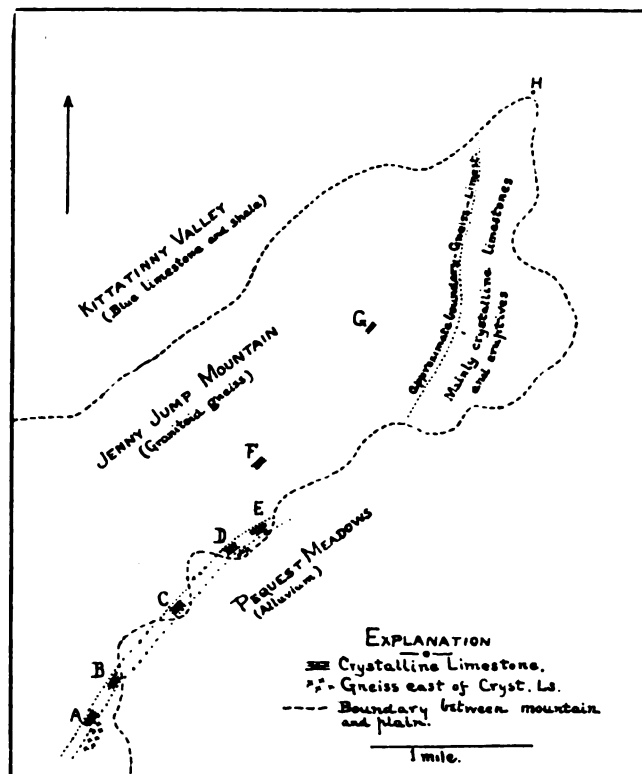 H
KITTATINNY VALLEY
(Blue limestone and shale)
approximate boundary: Gneiss-Limest.
Mainly crystalline limestones
and eruptives
G
JENNY JUMP MOUNTAIN
(Granitoid gneiss)
F
E
D
PEQUEST MEADOWS
(Alluvium)
C
B
A
EXPLANATION
Crystalline Limestone.
Gneiss east of Cryst. Ls.
Boundary between mountain
and plain.
1 mile.